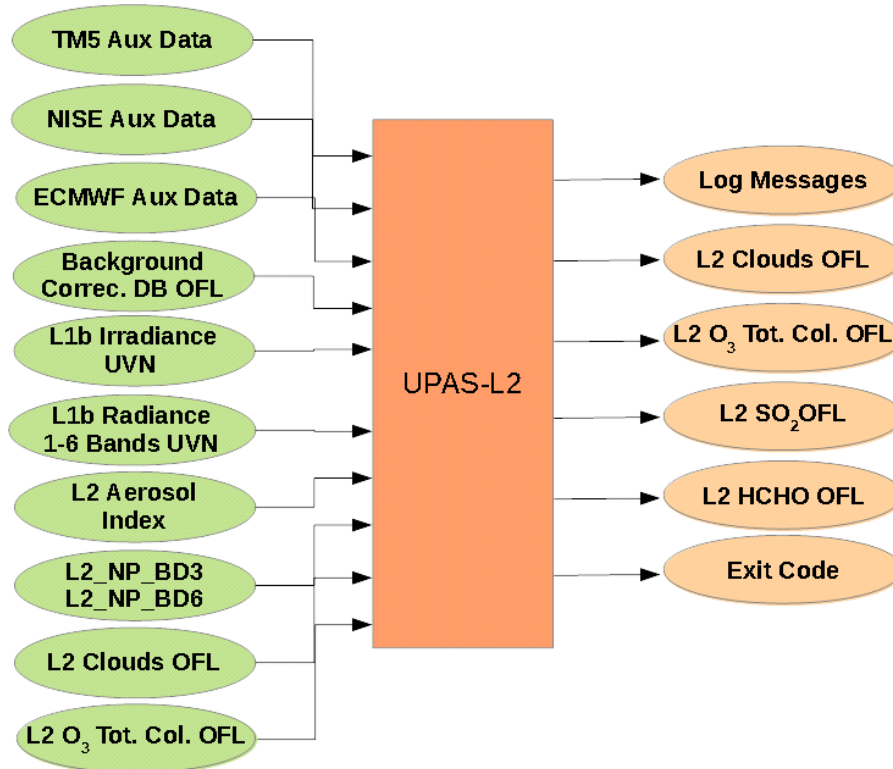 TM5 Aux Data
NISE Aux Data
ECMWF Aux Data
Background
Correc. DB OFL
L1b Irradiance
UVN
L1b Radiance
1-6 Bands UVN
L2 Aerosol
Index
L2_NP_BD3
L2_NP_BD6
L2 Clouds OFL
L2 O₃ Tot. Col. OFL
UPAS-L2
Log Messages
L2 Clouds OFL
L2 O₃ Tot. Col. OFL
L2 SO₂OFL
L2 HCHO OFL
Exit Code